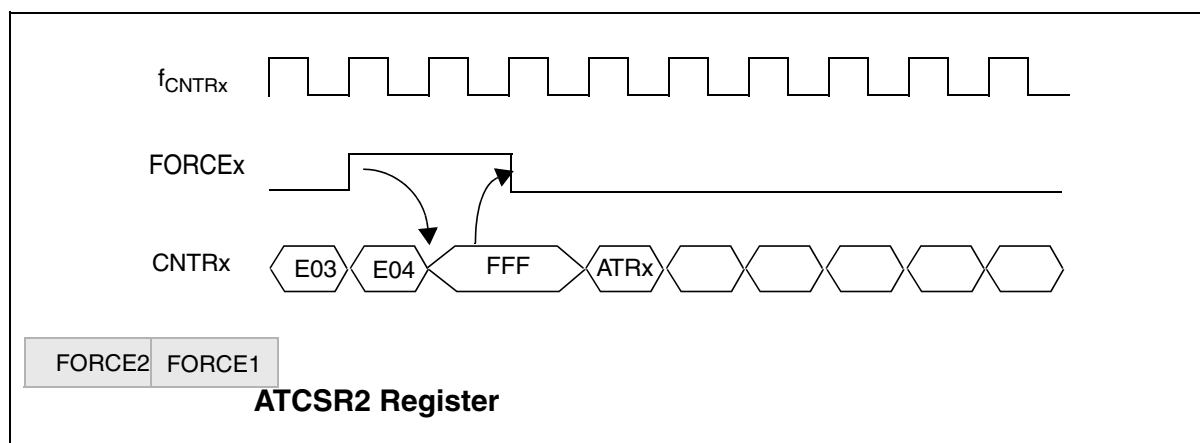 fCNTRx
FORCEx
CNTRx E03 E04 FFF ATRx
FORCE2 FORCE1
ATCSR2 Register